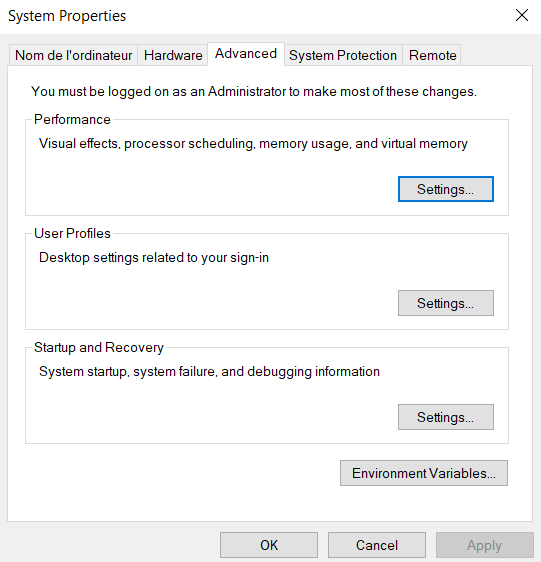 System Properties
Nom de l'ordinateur Hardware Advanced System Protection Remote
You must be logged on as an Administrator to make most of these changes.
Performance
Visual effects, processor scheduling, memory usage, and virtual memory
Settings...
User Profiles
Desktop settings related to your sign-in
Settings...
Startup and Recovery
System startup, system failure, and debugging information
Settings...
Environment Variables...
OK Cancel Apply